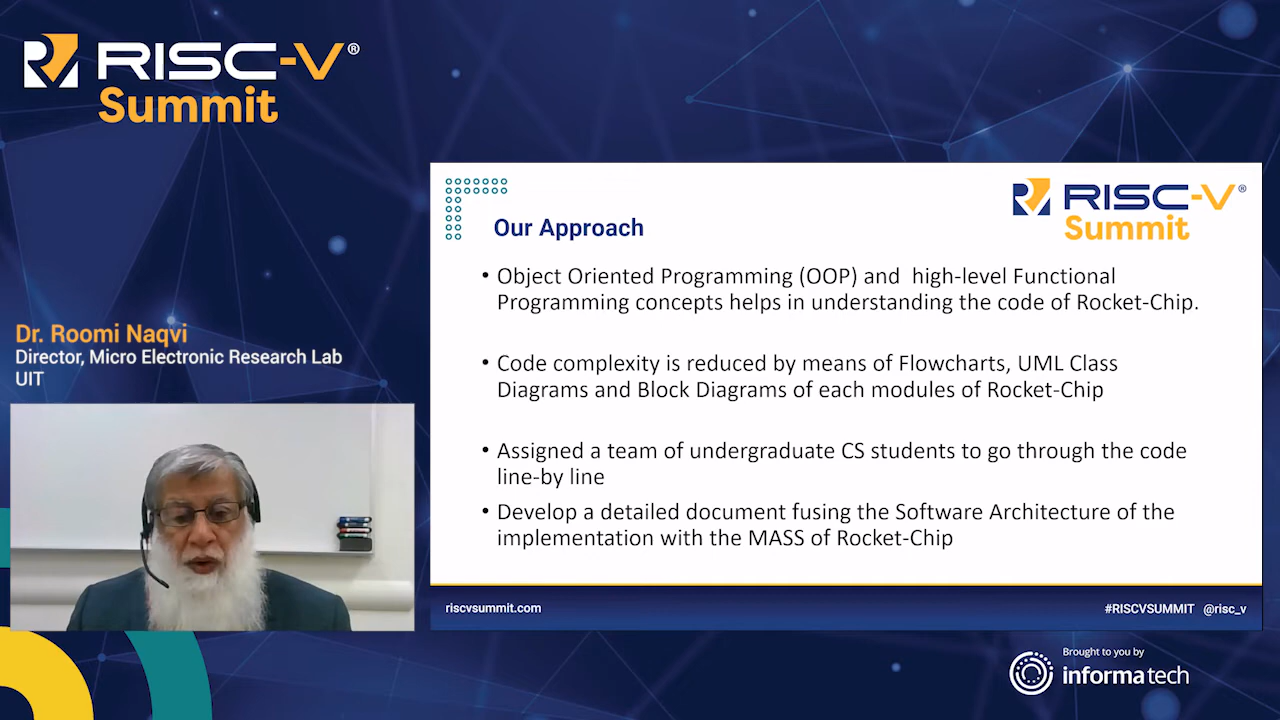 RISC-V®
Summit
Dr. Roomi Naqvi
Director, Micro Electronic Research Lab
UIT
RISC-V®
Summit
Our Approach
• Object Oriented Programming (OOP) and  high-level Functional
Programming concepts helps in understanding the code of Rocket-Chip.
• Code complexity is reduced by means of Flowcharts, UML Class
Diagrams and Block Diagrams of each modules of Rocket-Chip
• Assigned a team of undergraduate CS students to go through the code
line-by line
• Develop a detailed document fusing the Software Architecture of the
implementation with the MASS of Rocket-Chip
riscvsummit.com
#RISCVSUMMIT @risc_v
Brought to you by
informa tech